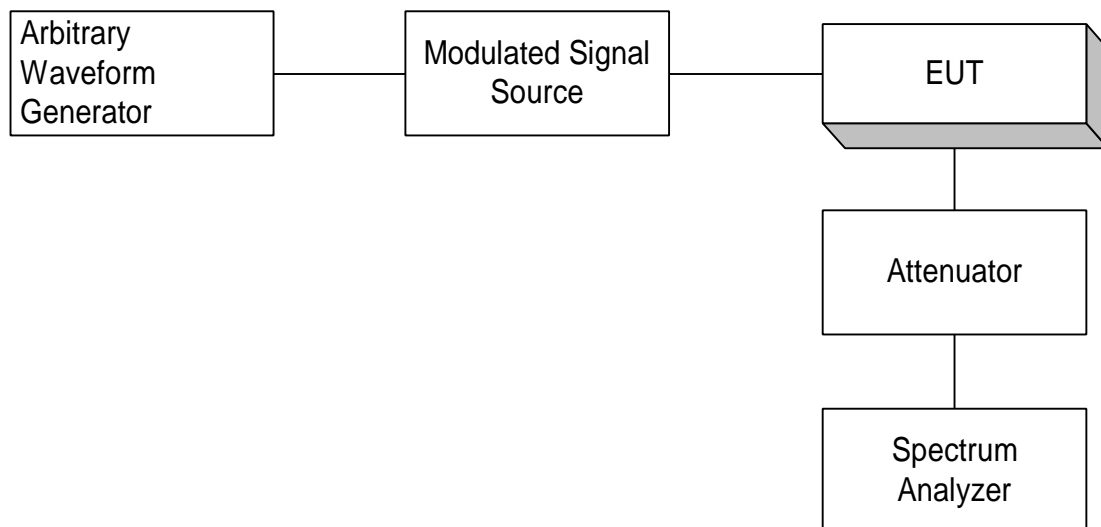 Arbitrary
Waveform
Generator
Modulated Signal
Source
EUT
Attenuator
Spectrum
Analyzer